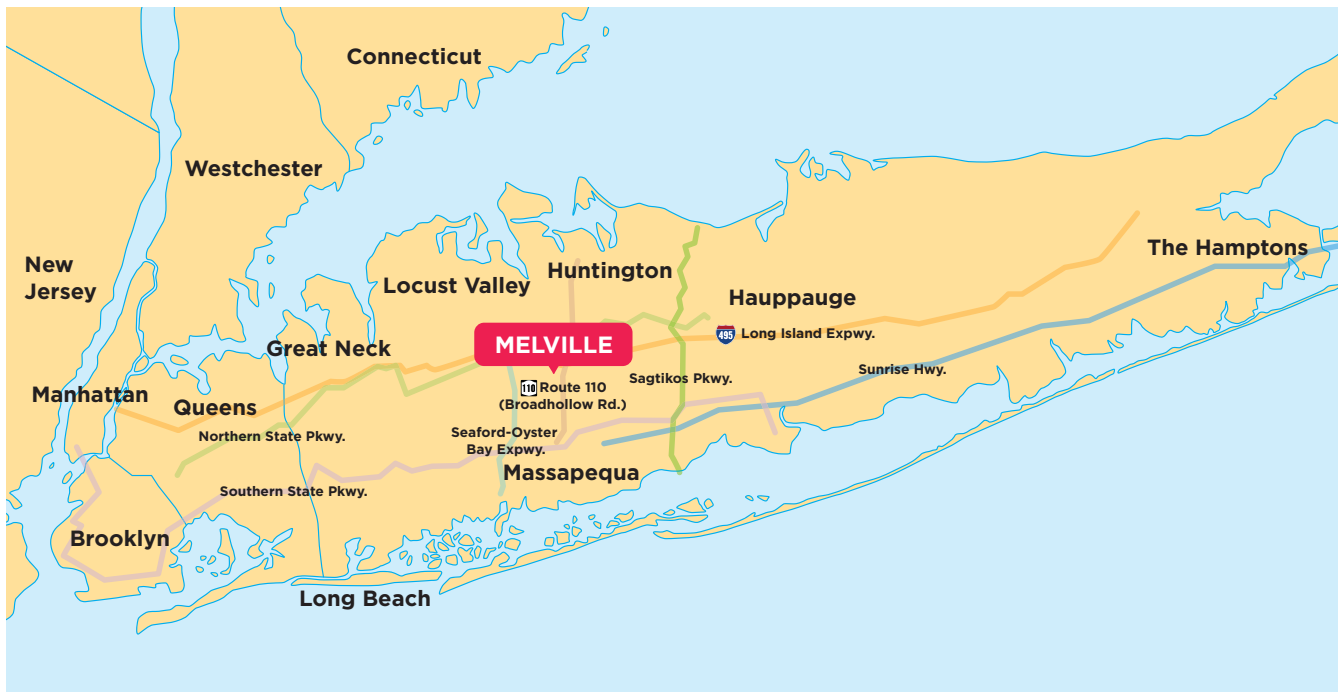 Connecticut
Westchester
New
Jersey
Locust Valley
Huntington
The Hamptons
Hauppauge
495 Long Island Expwy.
MELVILLE
Great Neck
Sunrise Hwy.
Sagtikos Pkwy.
110 Route 110
(Broadhollow Rd.)
Manhattan
Queens
Northern State Pkwy.
Seaford-Oyster
Bay Expwy.
Massapequa
Southern State Pkwy.
Brooklyn
Long Beach